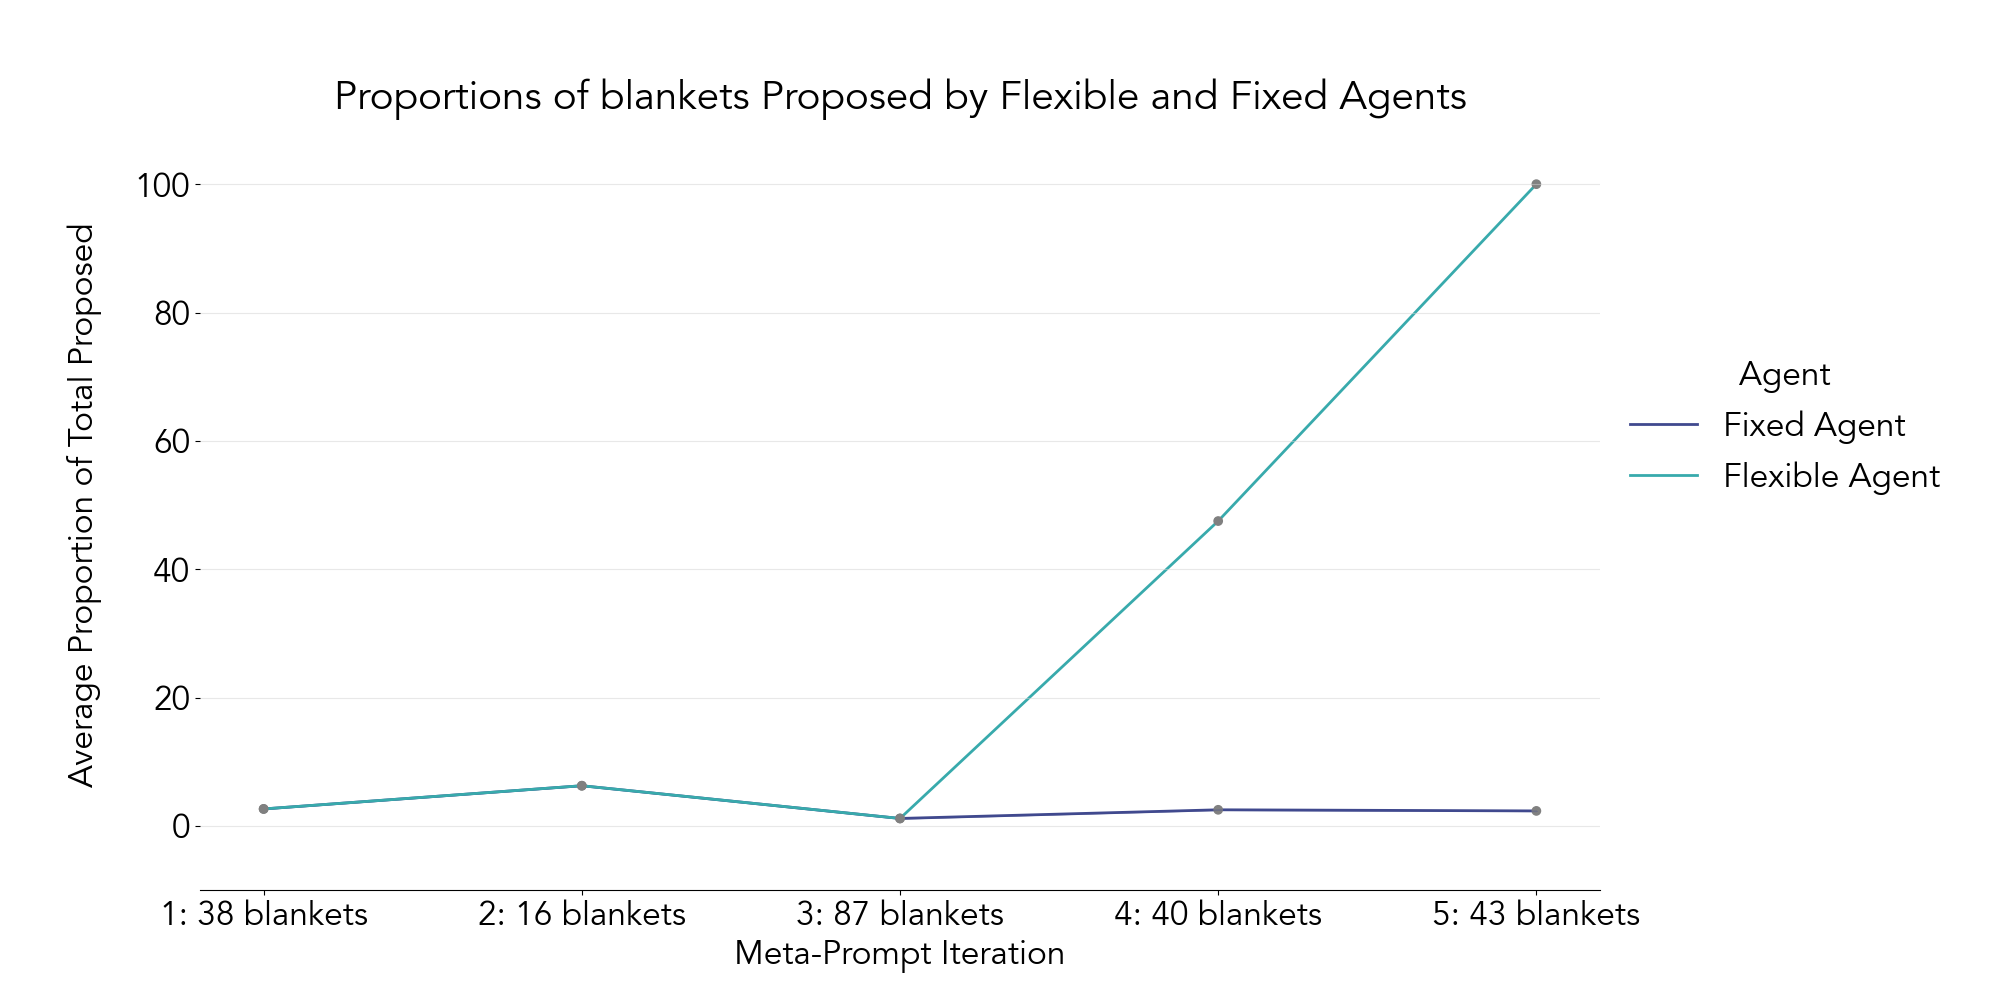 Proportions of blankets Proposed by Flexible and Fixed Agents
Average Proportion of Total Proposed
100
80
60
40
20
0
1: 38 blankets
2: 16 blankets
3: 87 blankets
4: 40 blankets
5: 43 blankets
Meta-Prompt Iteration
Agent
Fixed Agent
Flexible Agent